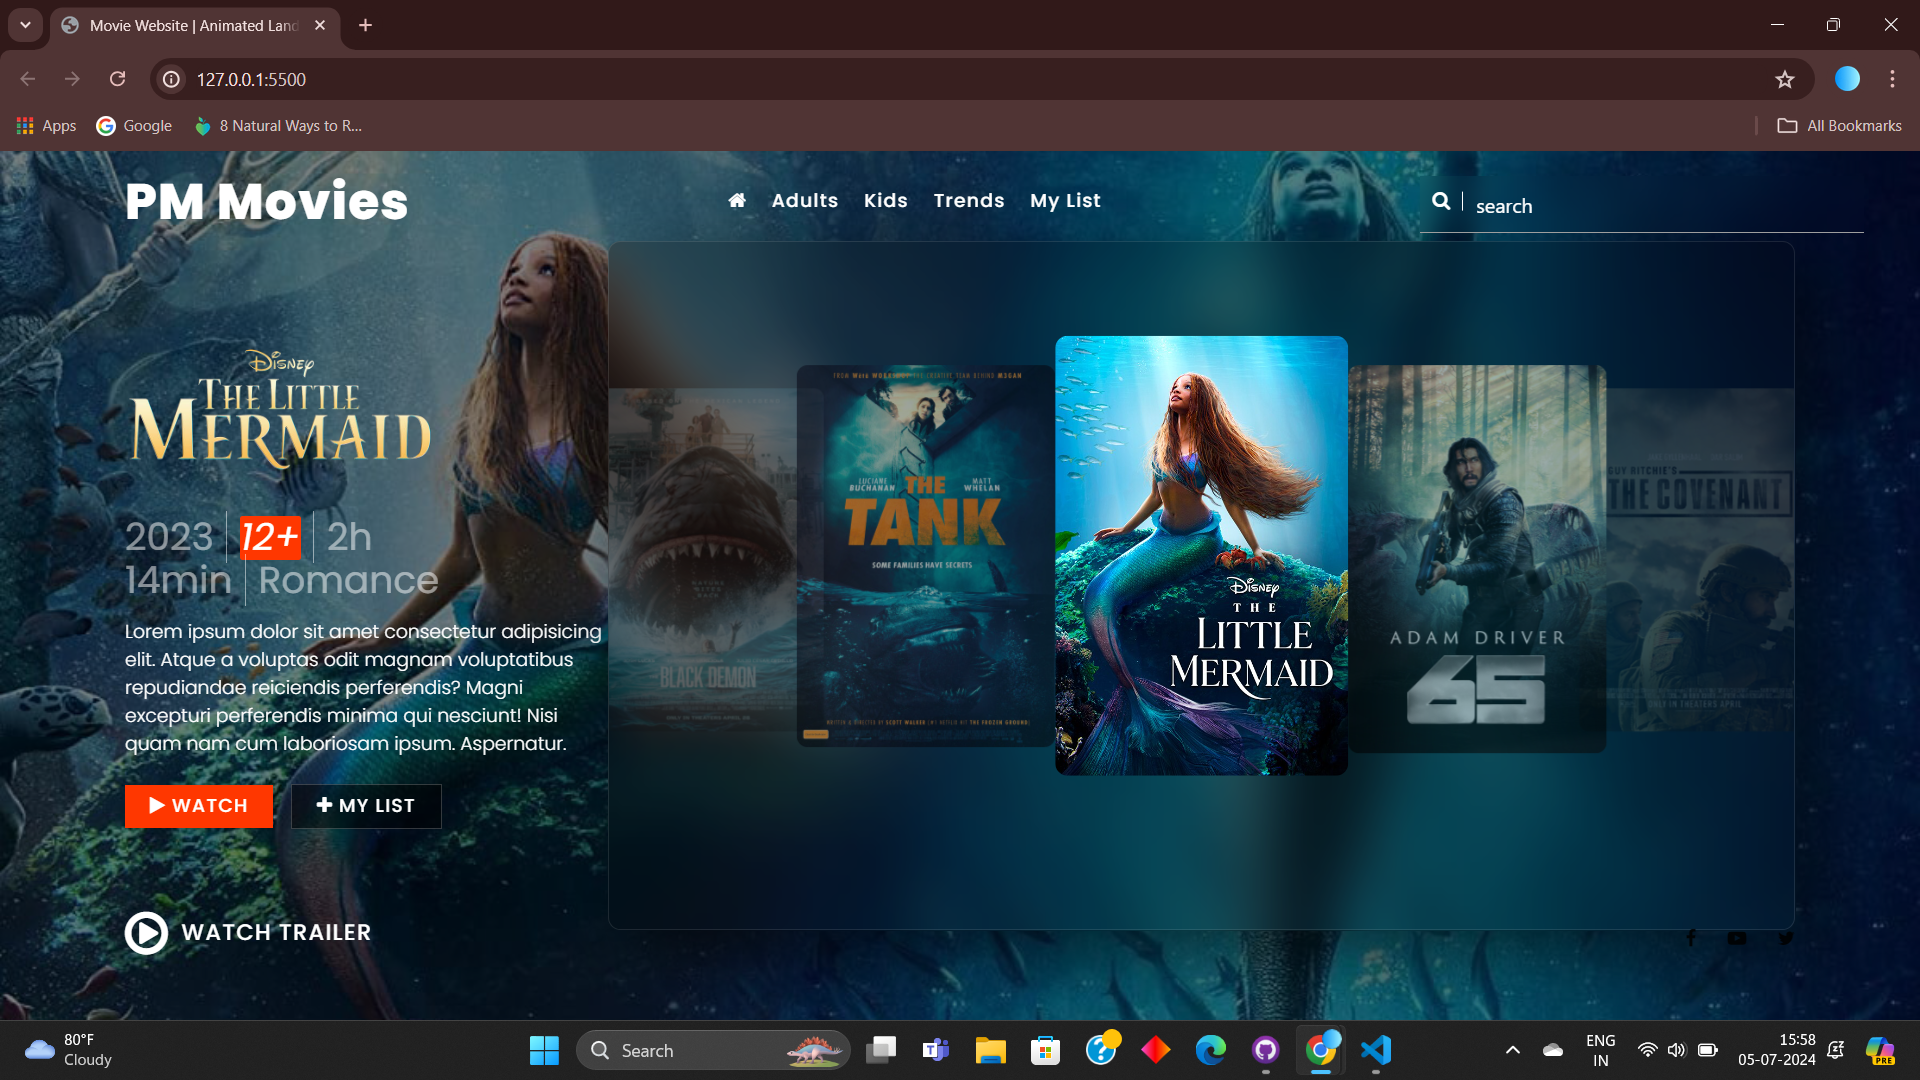 Movie Website | Animated Land
127.0.0.1:5500
Apps
Google
8 Natural Ways to R...
All Bookmarks
PM Movies
Adults
Kids
Trends
My List
search
Disney
THE LITTLE
MERMAID
2023
12+
2h
14min
Romance
Lorem ipsum dolor sit amet consectetur adipisicing
elit. Atque a voluptas odit magnam voluptatibus
repudiandae reiciendis perferendis? Magni
excepturi perferendis minima qui nesciunt! Nisi
quam nam cum laboriosam ipsum. Aspernatur.
WATCH
MY LIST
WATCH TRAILER
BLACK DEMON
LUCIANE
BUCHANAN
MATT
WHELAN
THE
TANK
SOME FAMILIES HAVE SECRETS
Disney
THE
LITTLE
MERMAID
ADAM DRIVER
65
GUY RITCHIE'S
THE COVENANT
80°F
Cloudy
Search
ENG
IN
15:58
05-07-2024
PRE